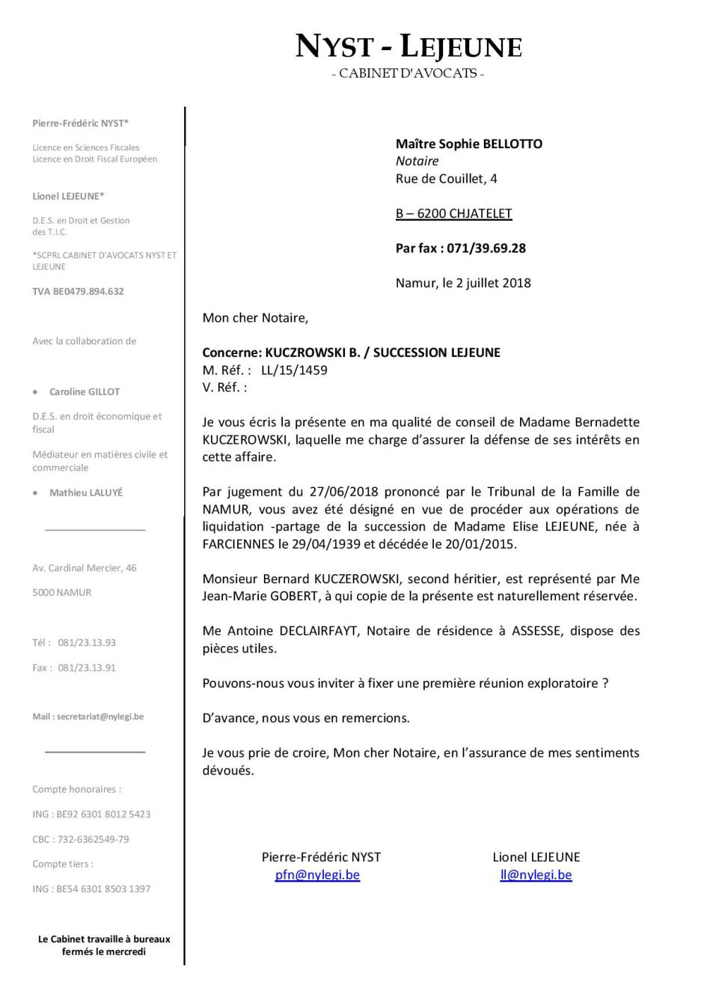 NYST - LEJEUNE
- CABINET D'AVOCATS -
Pierre-Frédéric NYST*
Licence en Sciences Fiscales
Licence en Droit Fiscal Européen
Lionel LEJEUNE*
D.E.S. en Droit et Gestion
des T.I.C.
*SCPRL CABINET D'AVOCATS NYST ET
LEJEUNE
TVA BE0479.894.632
Avec la collaboration de
• Caroline GILLOT
D.E.S. en droit économique et
fiscal
Médiateur en matières civile et
commerciale
• Mathieu LALUYÉ
Av. Cardinal Mercier, 46
5000 NAMUR
Tél : 081/23.13.93
Fax : 081/23.13.91
Mail : secretariat@nylegi.be
Compte honoraires :
ING : BE92 6301 8012 5423
CBC : 732-6362549-79
Compte tiers :
ING : BE54 6301 8503 1397
Le Cabinet travaille à bureaux
fermés le mercredi
Maître Sophie BELLOTTO
Notaire
Rue de Couillet, 4
B – 6200 CHJATELET
Par fax : 071/39.69.28
Namur, le 2 juillet 2018
Mon cher Notaire,
Concerne: KUCZROWSKI B. / SUCCESSION LEJEUNE
M. Réf. : LL/15/1459
V. Réf. :
Je vous écris la présente en ma qualité de conseil de Madame Bernadette
KUCZEROWSKI, laquelle me charge d’assurer la défense de ses intérêts en
cette affaire.
Par jugement du 27/06/2018 prononcé par le Tribunal de la Famille de
NAMUR, vous avez été désigné en vue de procéder aux opérations de
liquidation -partage de la succession de Madame Elise LEJEUNE, née à
FARCIENNES le 29/04/1939 et décédée le 20/01/2015.
Monsieur Bernard KUCZEROWSKI, second héritier, est représenté par Me
Jean-Marie GOBERT, à qui copie de la présente est naturellement réservée.
Me Antoine DECLAIRFAYT, Notaire de résidence à ASSESSE, dispose des
pièces utiles.
Pouvons-nous vous inviter à fixer une première réunion exploratoire ?
D’avance, nous vous en remercions.
Je vous prie de croire, Mon cher Notaire, en l’assurance de mes sentiments
dévoués.
Pierre-Frédéric NYST Lionel LEJEUNE
pfn@nylegi.be ll@nylegi.be